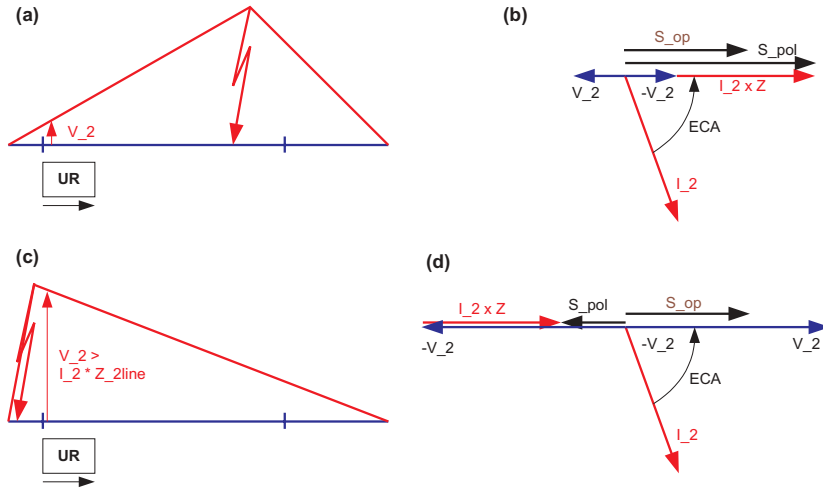 (a)
V_2
UR
(b)
S_op
S_pol
V_2
-V_2
I_2 x Z
ECA
I_2
(c)
V_2 >
I_2 * Z_2line
UR
(d)
I_2 x Z
S_pol
S_op
-V_2
-V_2
V_2
ECA
I_2